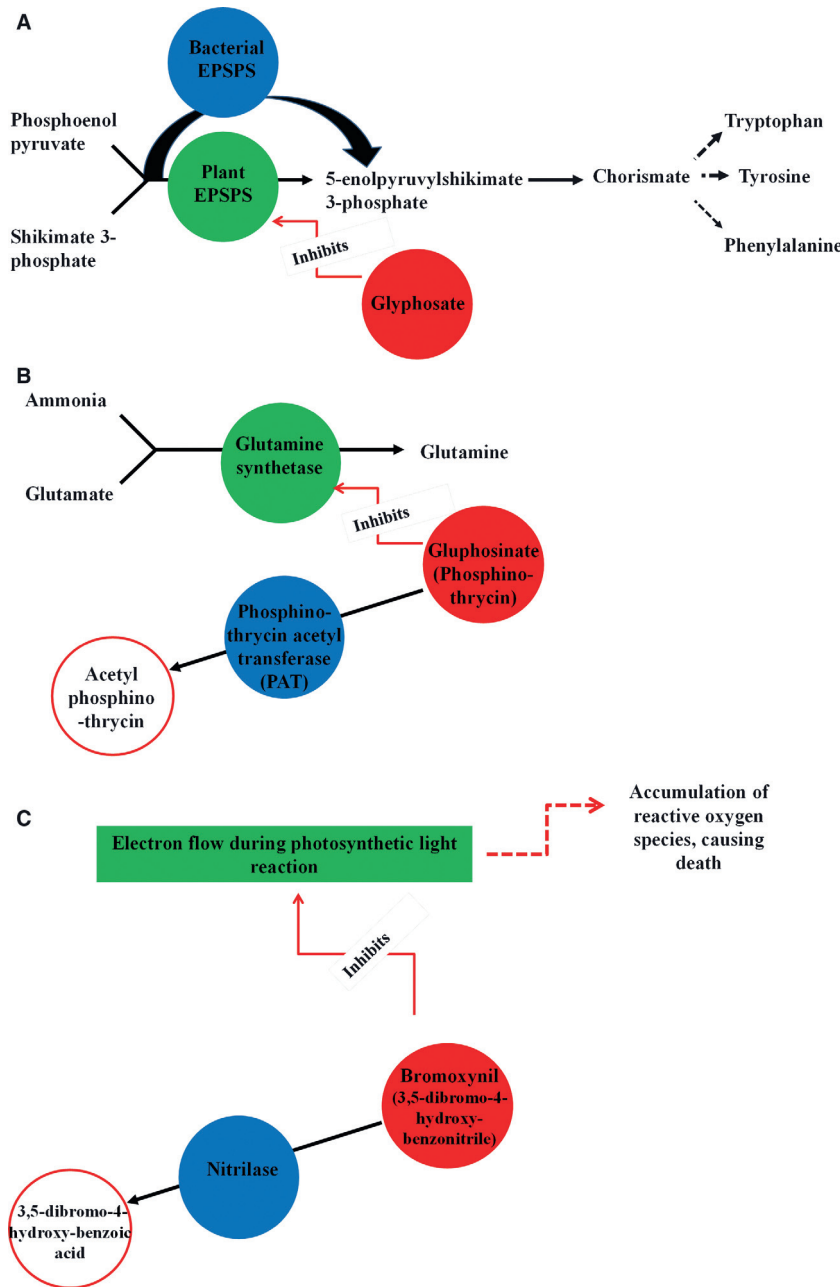 A
Bacterial
EPSPS
Phosphoenol
pyruvate
Plant
EPSPS
Shikimate 3-
phosphate
5-enolpyruvylshikimate
3-phosphate
Chorismate
Tryptophan
Tyrosine
Phenylalanine
Inhibits
Glyphosate
B
Ammonia
Glutamate
Glutamine
synthetase
Glutamine
Inhibits
Gluphosinate
(Phosphino-
thrycin)
Phosphino-
thrycin acetyl
transferase
(PAT)
Acetyl
phosphino
-thrycin
C
Electron flow during photosynthetic light
reaction
Accumulation of
reactive oxygen
species, causing
death
Inhibits
Bromoxynil
(3,5-dibromo-4-
hydroxy-
benzonitrile)
Nitrilase
3,5-dibromo-4-
hydroxy-benzoic
acid